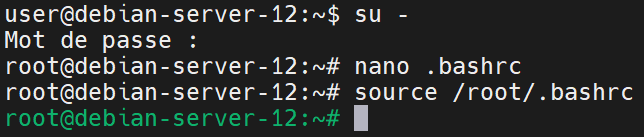 user@debian-server-12:~$ su -
Mot de passe :
root@debian-server-12:~# nano .bashrc
root@debian-server-12:~# source /root/.bashrc
root@debian-server-12:~#